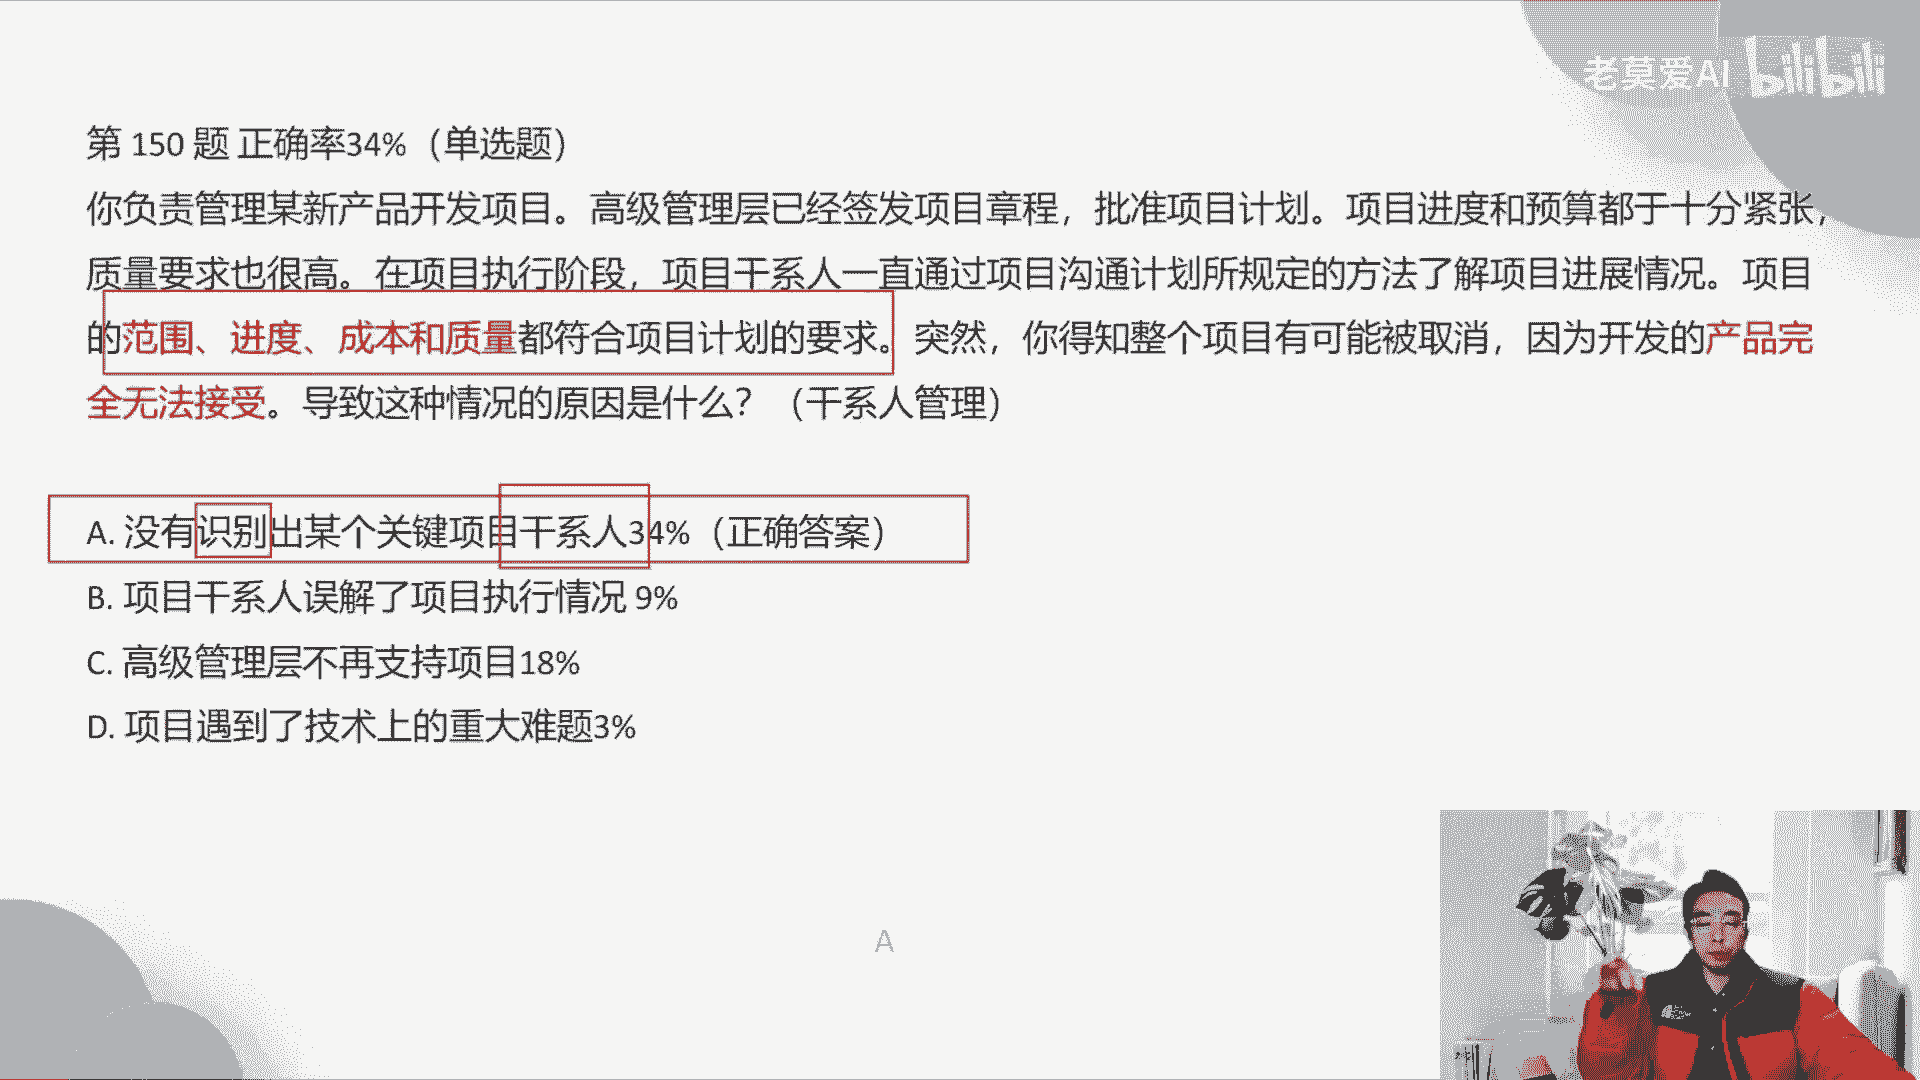 老莫爱AI bilibili
第 150 题 正确率34%（单选题）
你负责管理某新产品开发项目。高级管理层已经签发项目章程，批准项目计划。项目进度和预算都于十分紧张，
质量要求也很高。在项目执行阶段，项目干系人一直通过项目沟通计划所规定的方法了解项目进展情况。项目
的范围、进度、成本和质量都符合项目计划的要求。突然，你得知整个项目有可能被取消，因为开发的产品完
全无法接受。导致这种情况的原因是什么？（干系人管理）
A. 没有识别出某个关键项目干系人34%（正确答案）
B. 项目干系人误解了项目执行情况 9%
C. 高级管理层不再支持项目18%
D. 项目遇到了技术上的重大难题3%
A